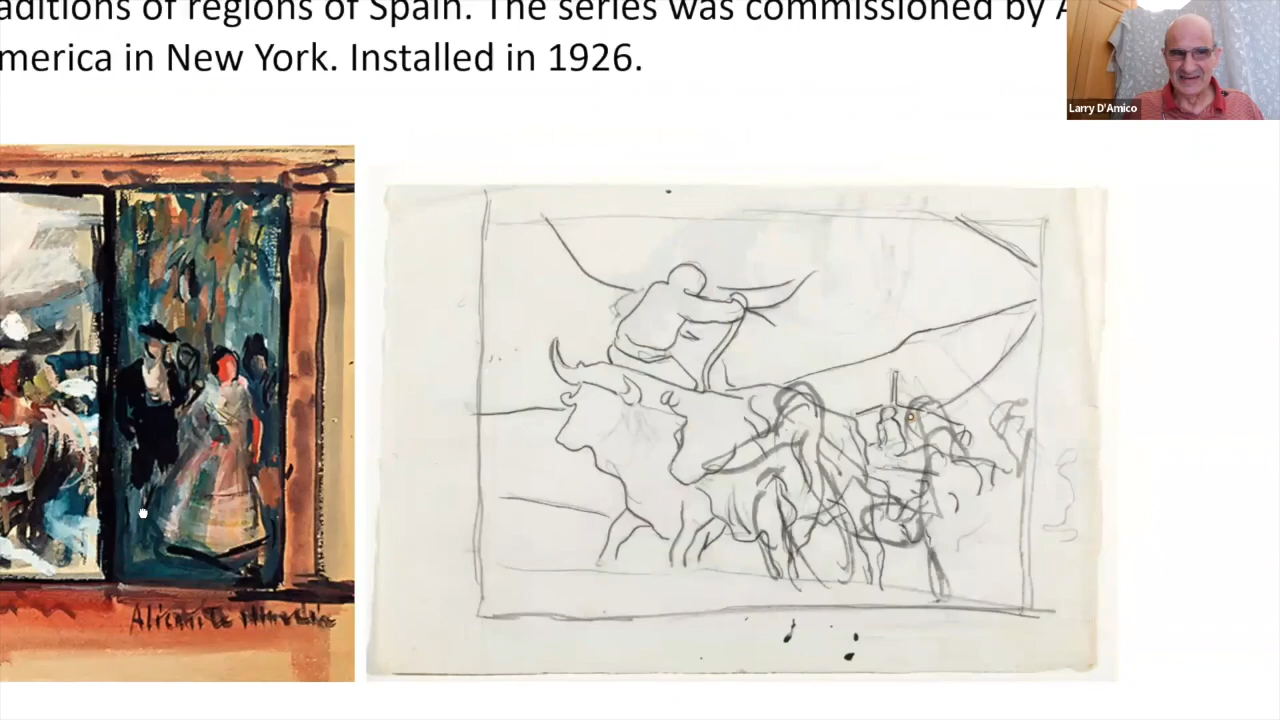 aditions of regions of Spain. The series was commissioned by A
merica in New York. Installed in 1926.
Larry D'Amico